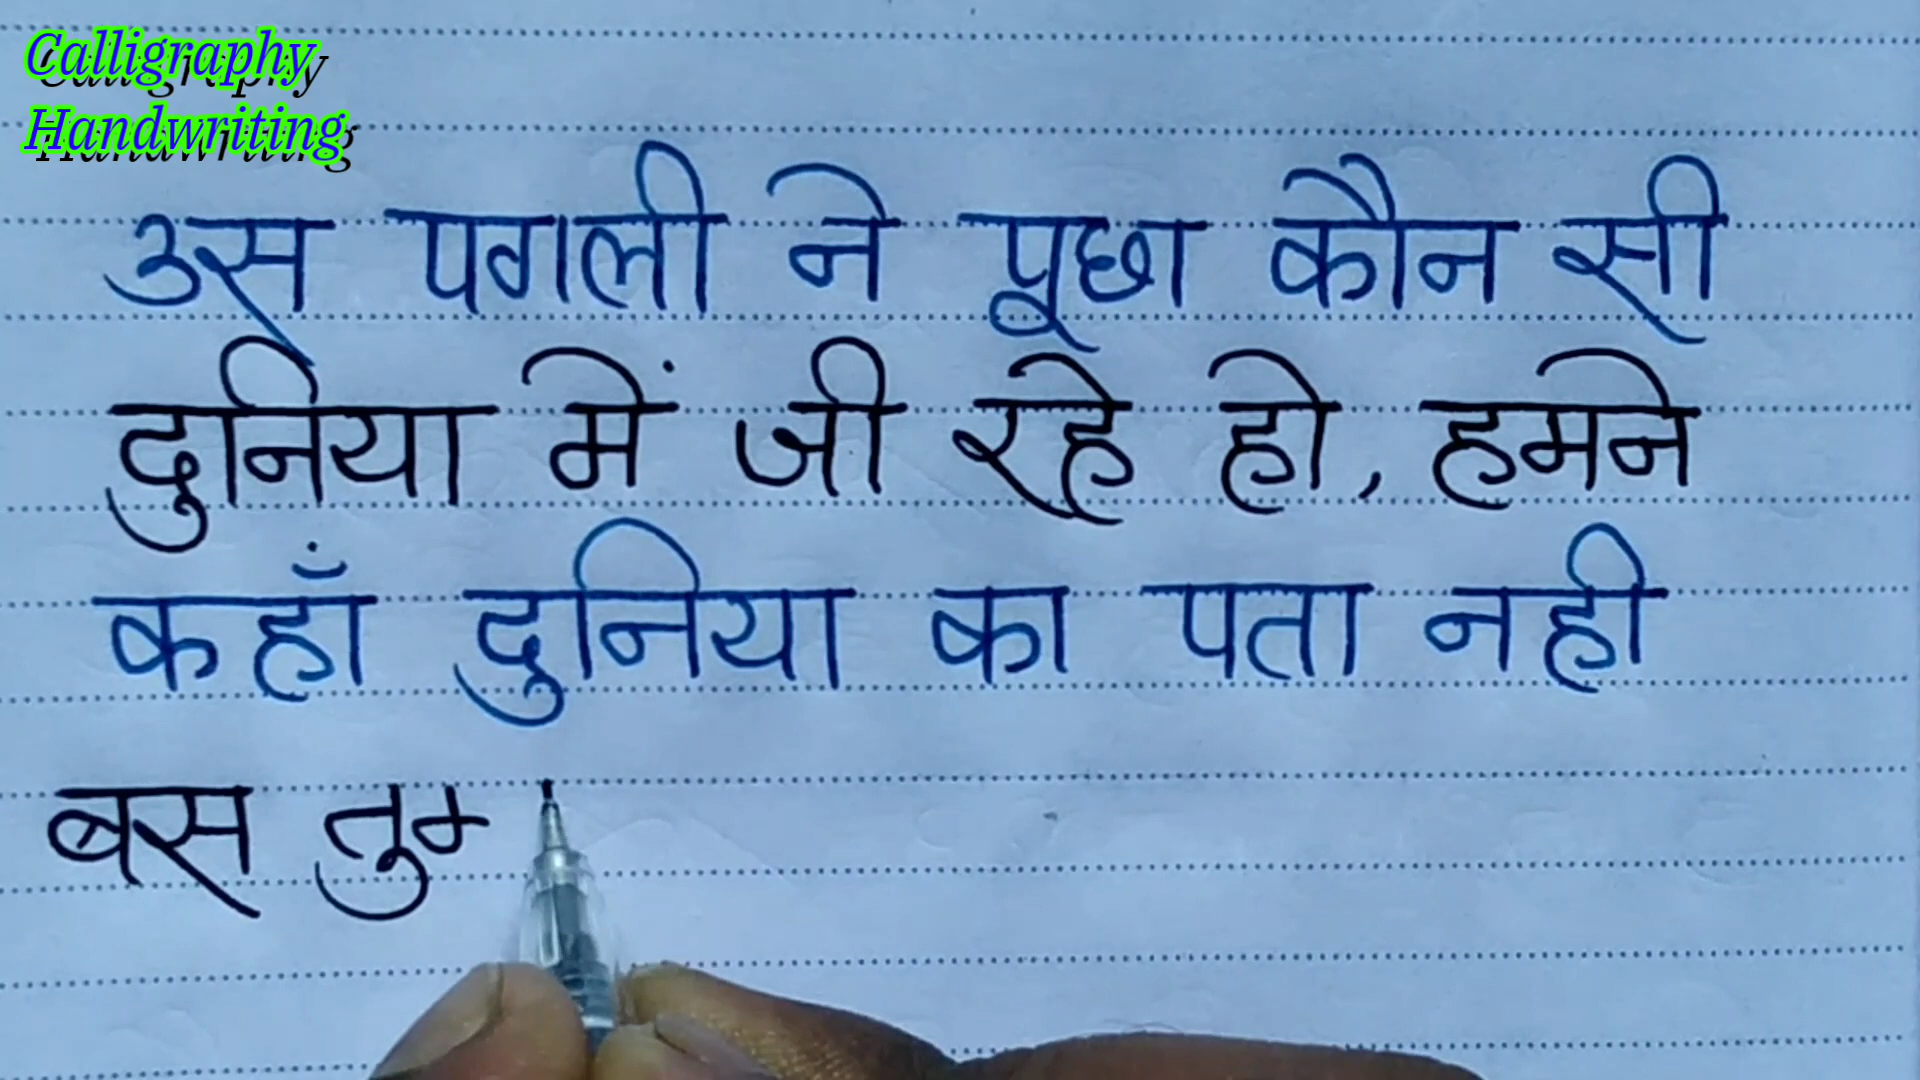 Calligraphy
Handwriting
उस पगली ने पूछा कौन सी
दुनिया में जी रहे हो, हमने
कहाँ दुनिया का पता नही
बस